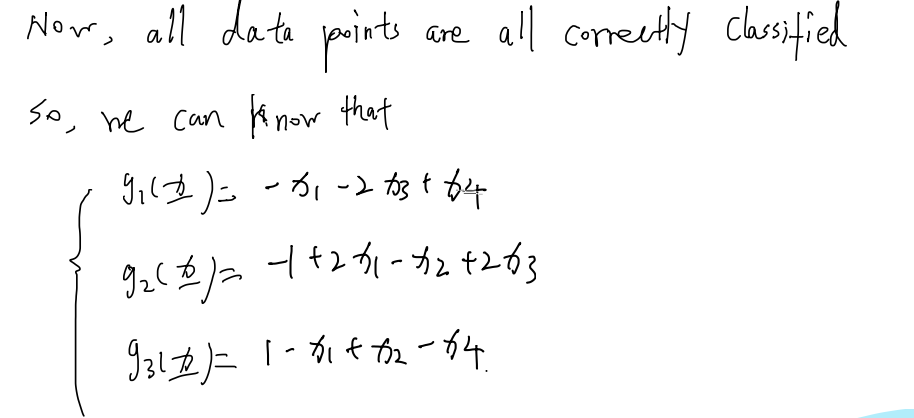 Now, all data points are all correctly classified
So, we can know that
g₁(x̲) = -x₁ - 2x₃ + x₄
g₂(x̲) = -1 + 2x₁ - x₂ + 2x₃
g₃(x̲) = 1 - x₁ + x₂ - x₄.